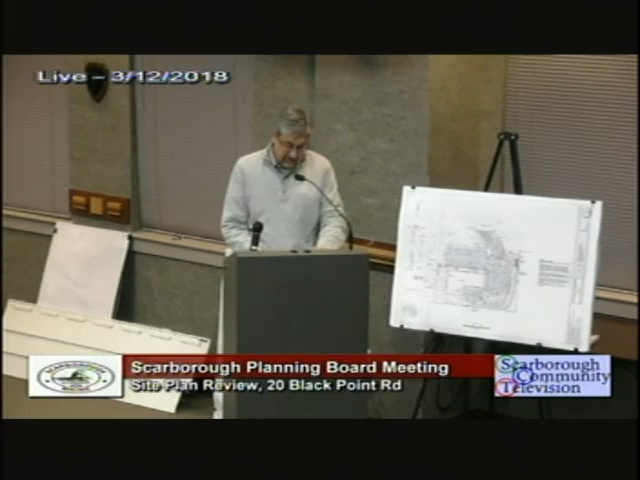 Live - 3/12/2018
Scarborough Planning Board Meeting
Site Plan Review, 20 Black Point Rd
Scarborough
Community
Television